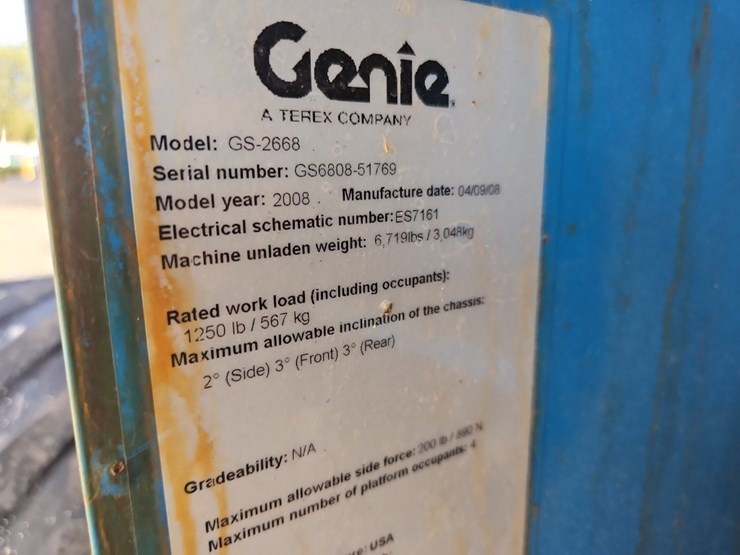 Genie
A TEREX COMPANY
Model: GS-2668
Serial number: GS6808-51769
Model year: 2008 Manufacture date: 04/09/08
Electrical schematic number:ES7161
Machine unladen weight: 6,719lbs / 3,048kg
Rated work load (including occupants):
1250 lb / 567 kg
Maximum allowable inclination of the chassis:
2° (Side) 3° (Front) 3° (Rear)
Gradeability: N/A
Maximum allowable side force: 200 lb / 890 N
Maximum number of platform occupants: 4
USA